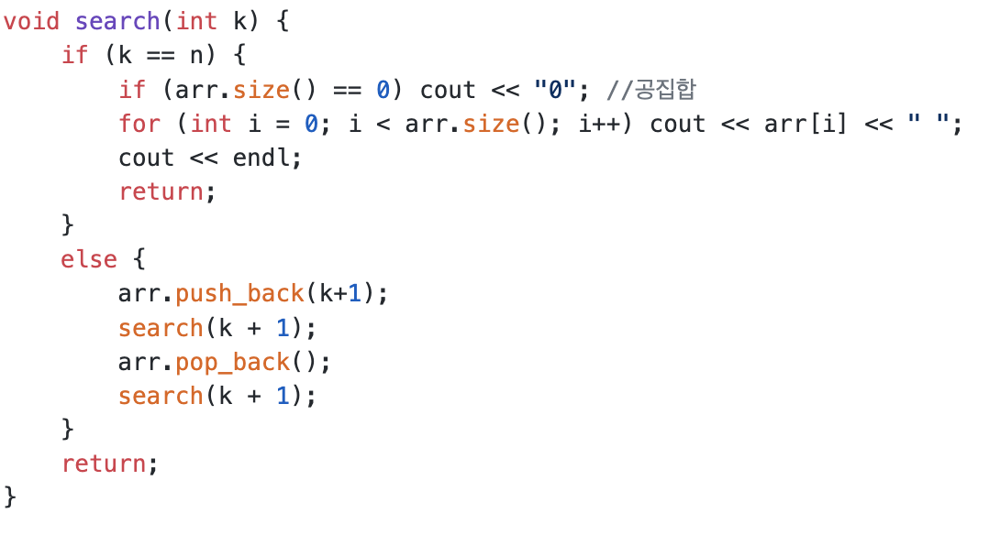 void search(int k) {
    if (k == n) {
        if (arr.size() == 0) cout << "0"; //공집합
        for (int i = 0; i < arr.size(); i++) cout << arr[i] << " ";
        cout << endl;
        return;
    }
    else {
        arr.push_back(k+1);
        search(k + 1);
        arr.pop_back();
        search(k + 1);
    }
    return;
}